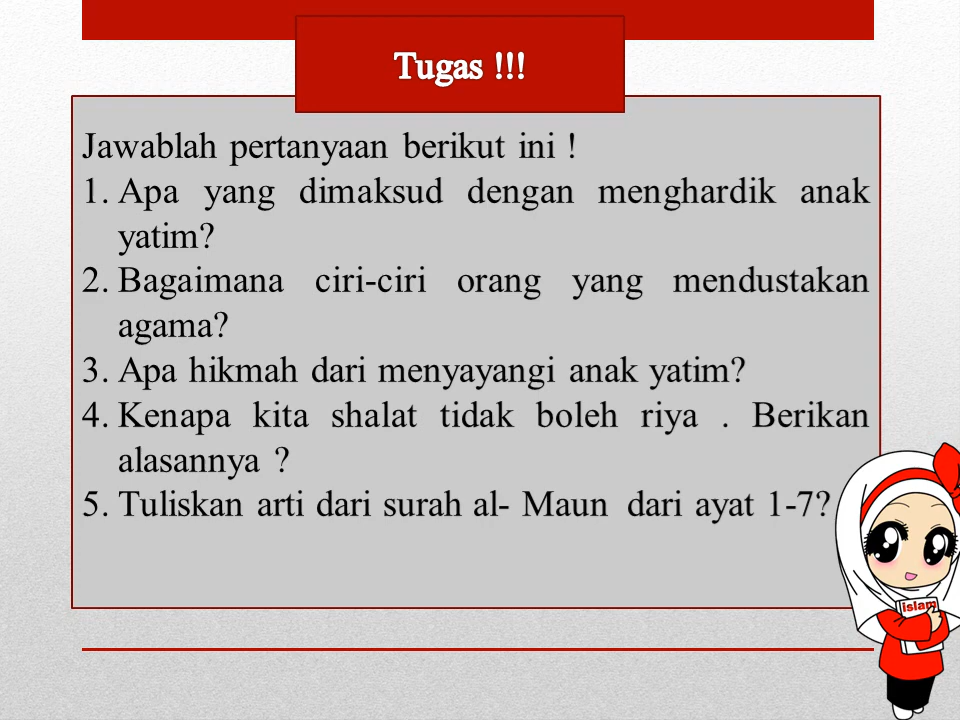 Tugas !!!
Jawablah pertanyaan berikut ini !
1. Apa yang dimaksud dengan menghardik anak
yatim?
2. Bagaimana ciri-ciri orang yang mendustakan
agama?
3. Apa hikmah dari menyayangi anak yatim?
4. Kenapa kita shalat tidak boleh riya . Berikan
alasannya ?
5. Tuliskan arti dari surah al- Maun dari ayat 1-7?
islam